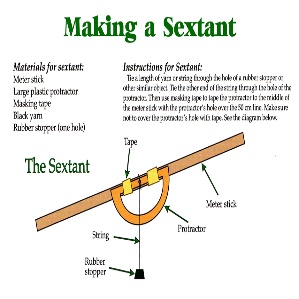 Making a Sextant
Materials for sextant:
Meter stick
Large plastic protractor
Masking tape
Black yarn
Rubber stopper (one hole)
Instructions for Sextant:
Tie a length of yarn or string through the hole of a rubber stopper or
other similar object. Tie the other end of the string through the hole of the
protractor. Then use masking tape to tape the protractor to the middle of
the meter stick with the protractor's hole over the 50 cm line. Make sure
not to cover the protractor's hole with tape. See the diagram below.
The Sextant
Tape
Meter stick
Protractor
String
Rubber
stopper